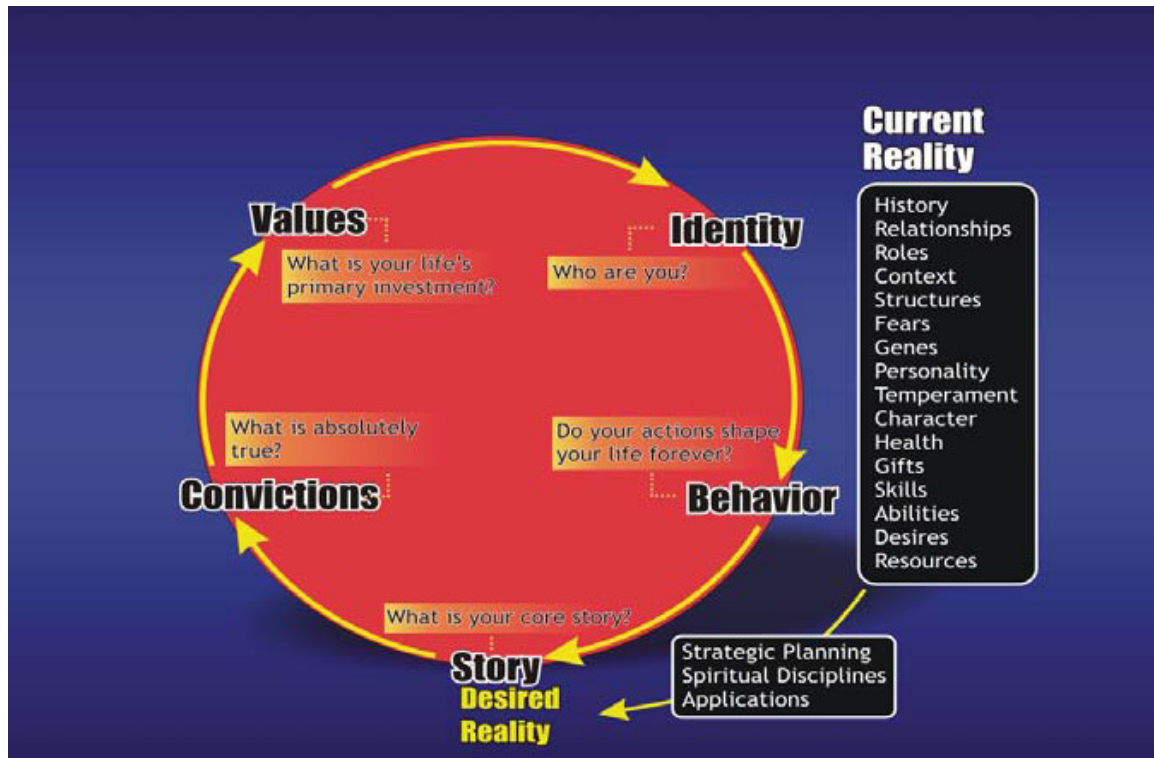 Current
Reality
Values
Identity
What is your life's
primary investment?
Who are you?
What is absolutely
true?
Do your actions shape
your life forever?
Convictions
Behavior
What is your core story?
Story
Desired
Reality
History
Relationships
Roles
Context
Structures
Fears
Genes
Personality
Temperament
Character
Health
Gifts
Skills
Abilities
Desires
Resources
Strategic Planning
Spiritual Disciplines
Applications